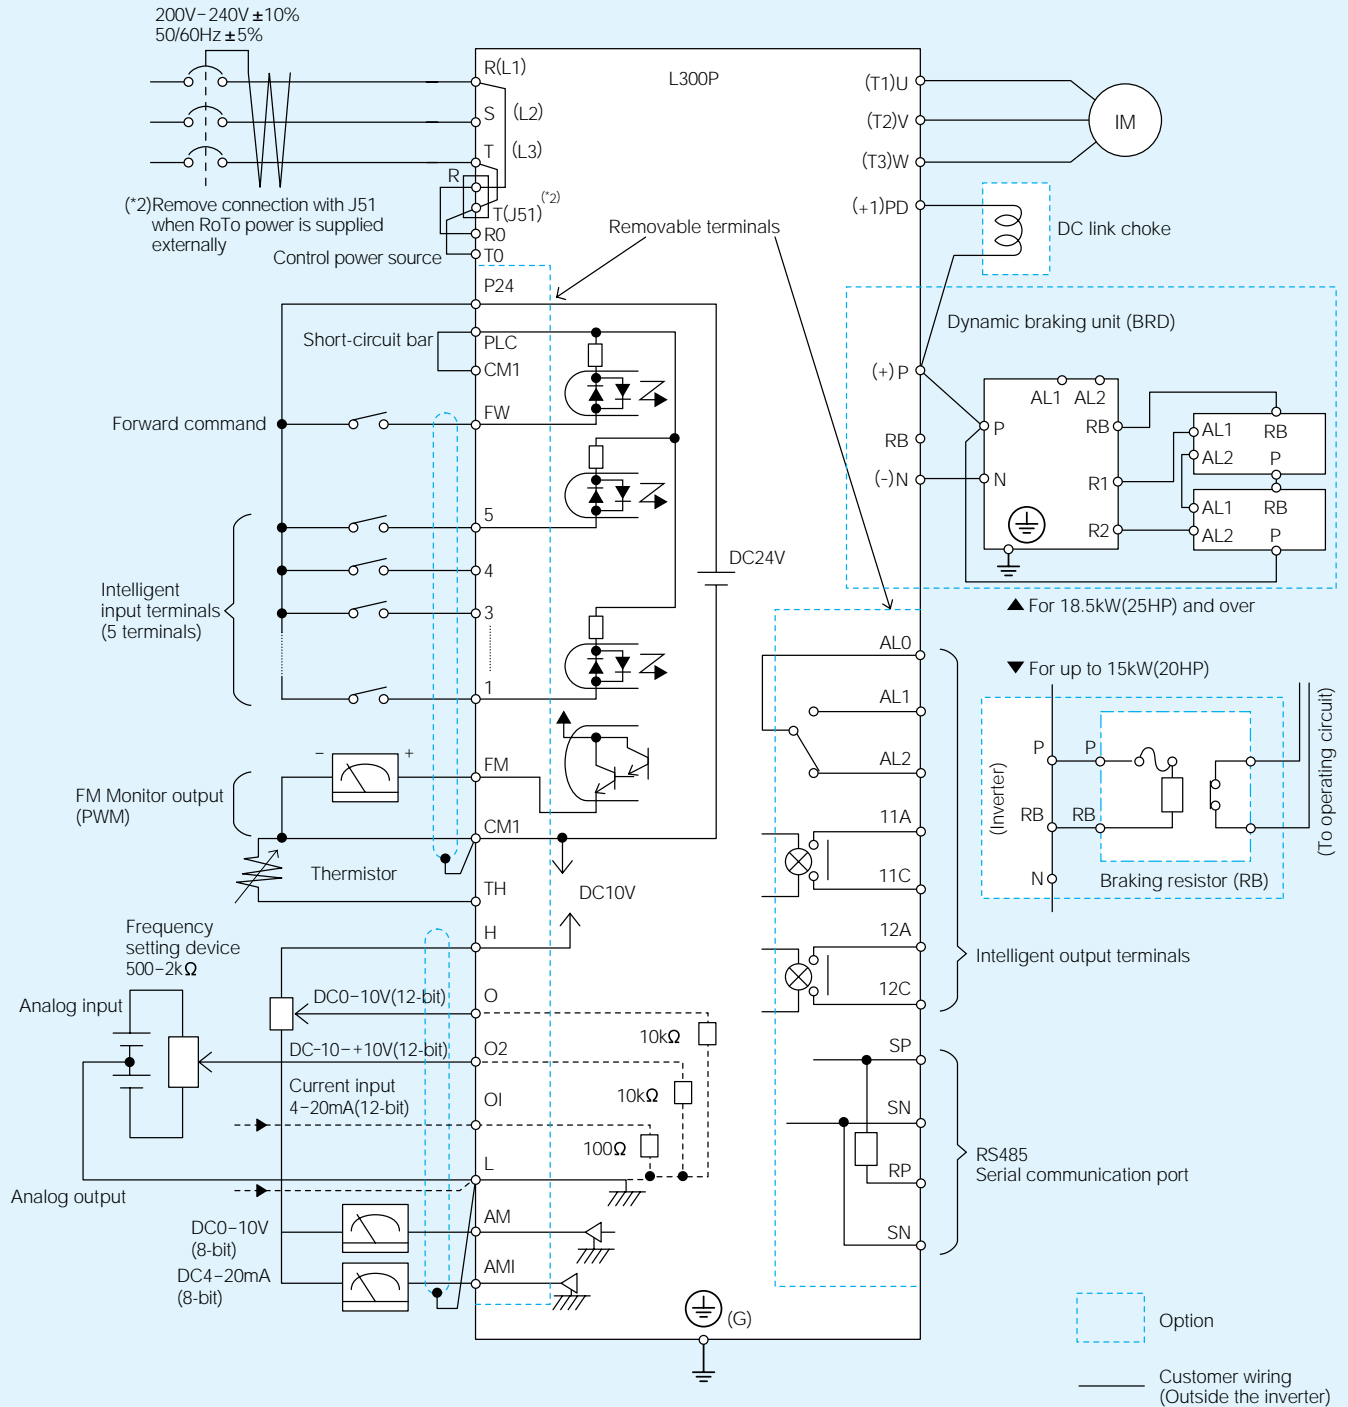 200V–240V ±10%
50/60Hz ±5%
R(L1)
S (L2)
T (L3)
R
T(J51)(*2)
R0
T0
(*2)Remove connection with J51
when RoTo power is supplied
externally
Control power source
L300P
(T1)U
(T2)V
(T3)W
IM
(+1)PD
DC link choke
Removable terminals
P24
Short-circuit bar
PLC
CM1
Forward command
FW
5
4
3
1
Intelligent
input terminals
(5 terminals)
DC24V
– +
FM
FM Monitor output
(PWM)
CM1
Thermistor
TH
DC10V
Frequency
setting device
500–2kΩ
H
Analog input
DC0–10V(12-bit)
O
DC-10–+10V(12-bit)
O2
Current input
4–20mA(12-bit)
OI
10kΩ
10kΩ
100Ω
L
Analog output
DC0–10V
(8-bit)
AM
DC4–20mA
(8-bit)
AMI
(G)
Dynamic braking unit (BRD)
(+)P
RB
(-)N
AL1 AL2
P
N
RB
R1
R2
AL1 RB
AL2 P
AL1 RB
AL2 P
▲ For 18.5kW(25HP) and over
▼ For up to 15kW(20HP)
(Inverter)
P P
RB RB
N
Braking resistor (RB)
(To operating circuit)
AL0
AL1
AL2
11A
11C
12A
12C
Intelligent output terminals
SP
SN
RP
SN
RS485
Serial communication port
Option
Customer wiring
(Outside the inverter)